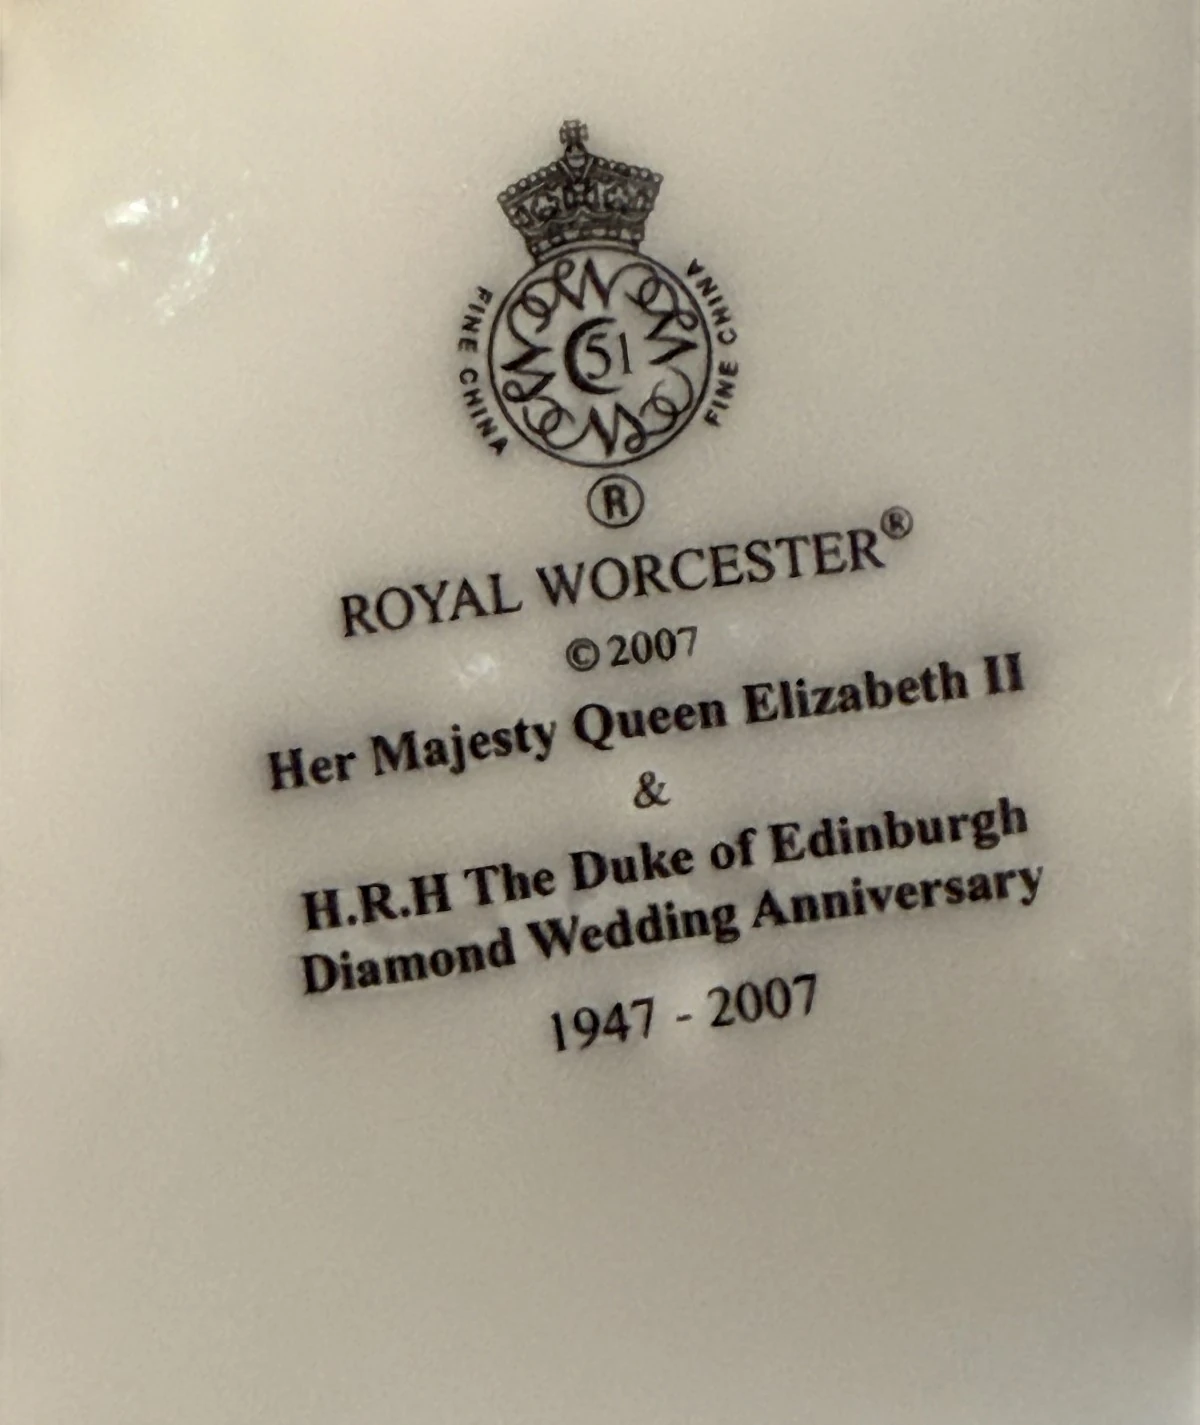 FINE CHINA
FINE CHINA
51
®
ROYAL WORCESTER®
©2007
Her Majesty Queen Elizabeth II
&
H.R.H The Duke of Edinburgh
Diamond Wedding Anniversary
1947 - 2007